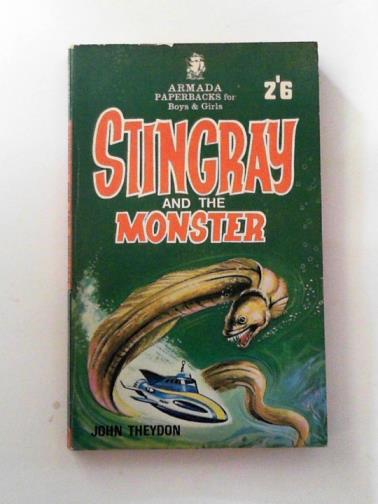 ARMADA
PAPERBACKS for
Boys & Girls
2'6
STINGRAY
AND THE
MONSTER
JOHN THEYDON